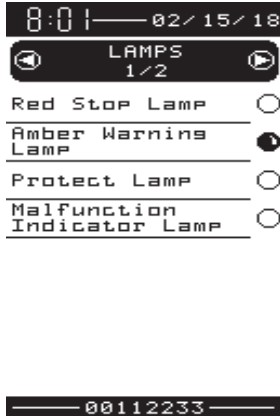 8:01 02/15/18
LAMPS
1/2
Red Stop Lamp
Amber Warning
Lamp
Protect Lamp
Malfunction
Indicator Lamp
00112233